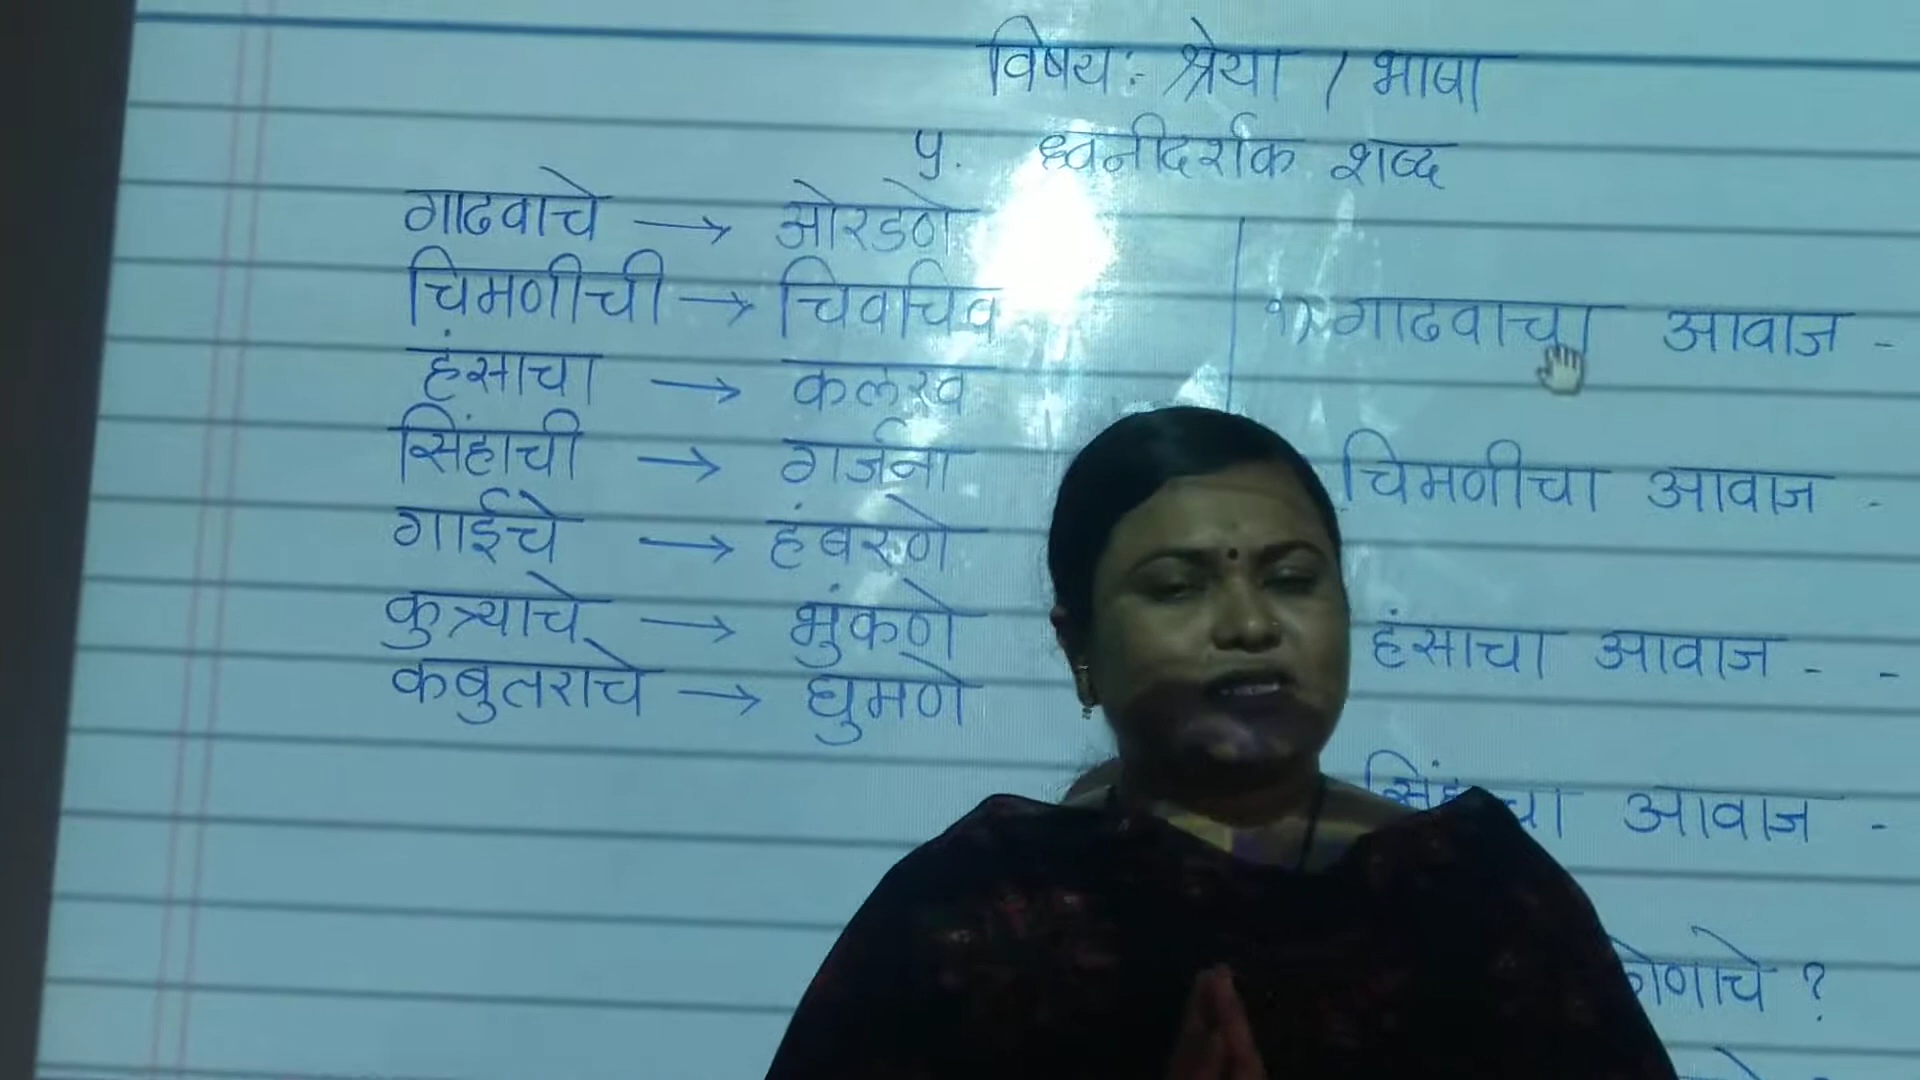 विषय:- श्रेया / भाषा
५. ध्वनीदर्शक शब्द
गाढवाचे → ओरडणे
चिमणीची → चिवचिव
हंसाचा → कलरव
सिंहाची → गर्जना
गाईचे → हंबरणे
कुत्र्याचे → भुंकणे
कबुतराचे → घुमणे
१) गाढवाचा आवाज -
चिमणीचा आवाज -
हंसाचा आवाज - -
आवाज -
कोणाचे ?